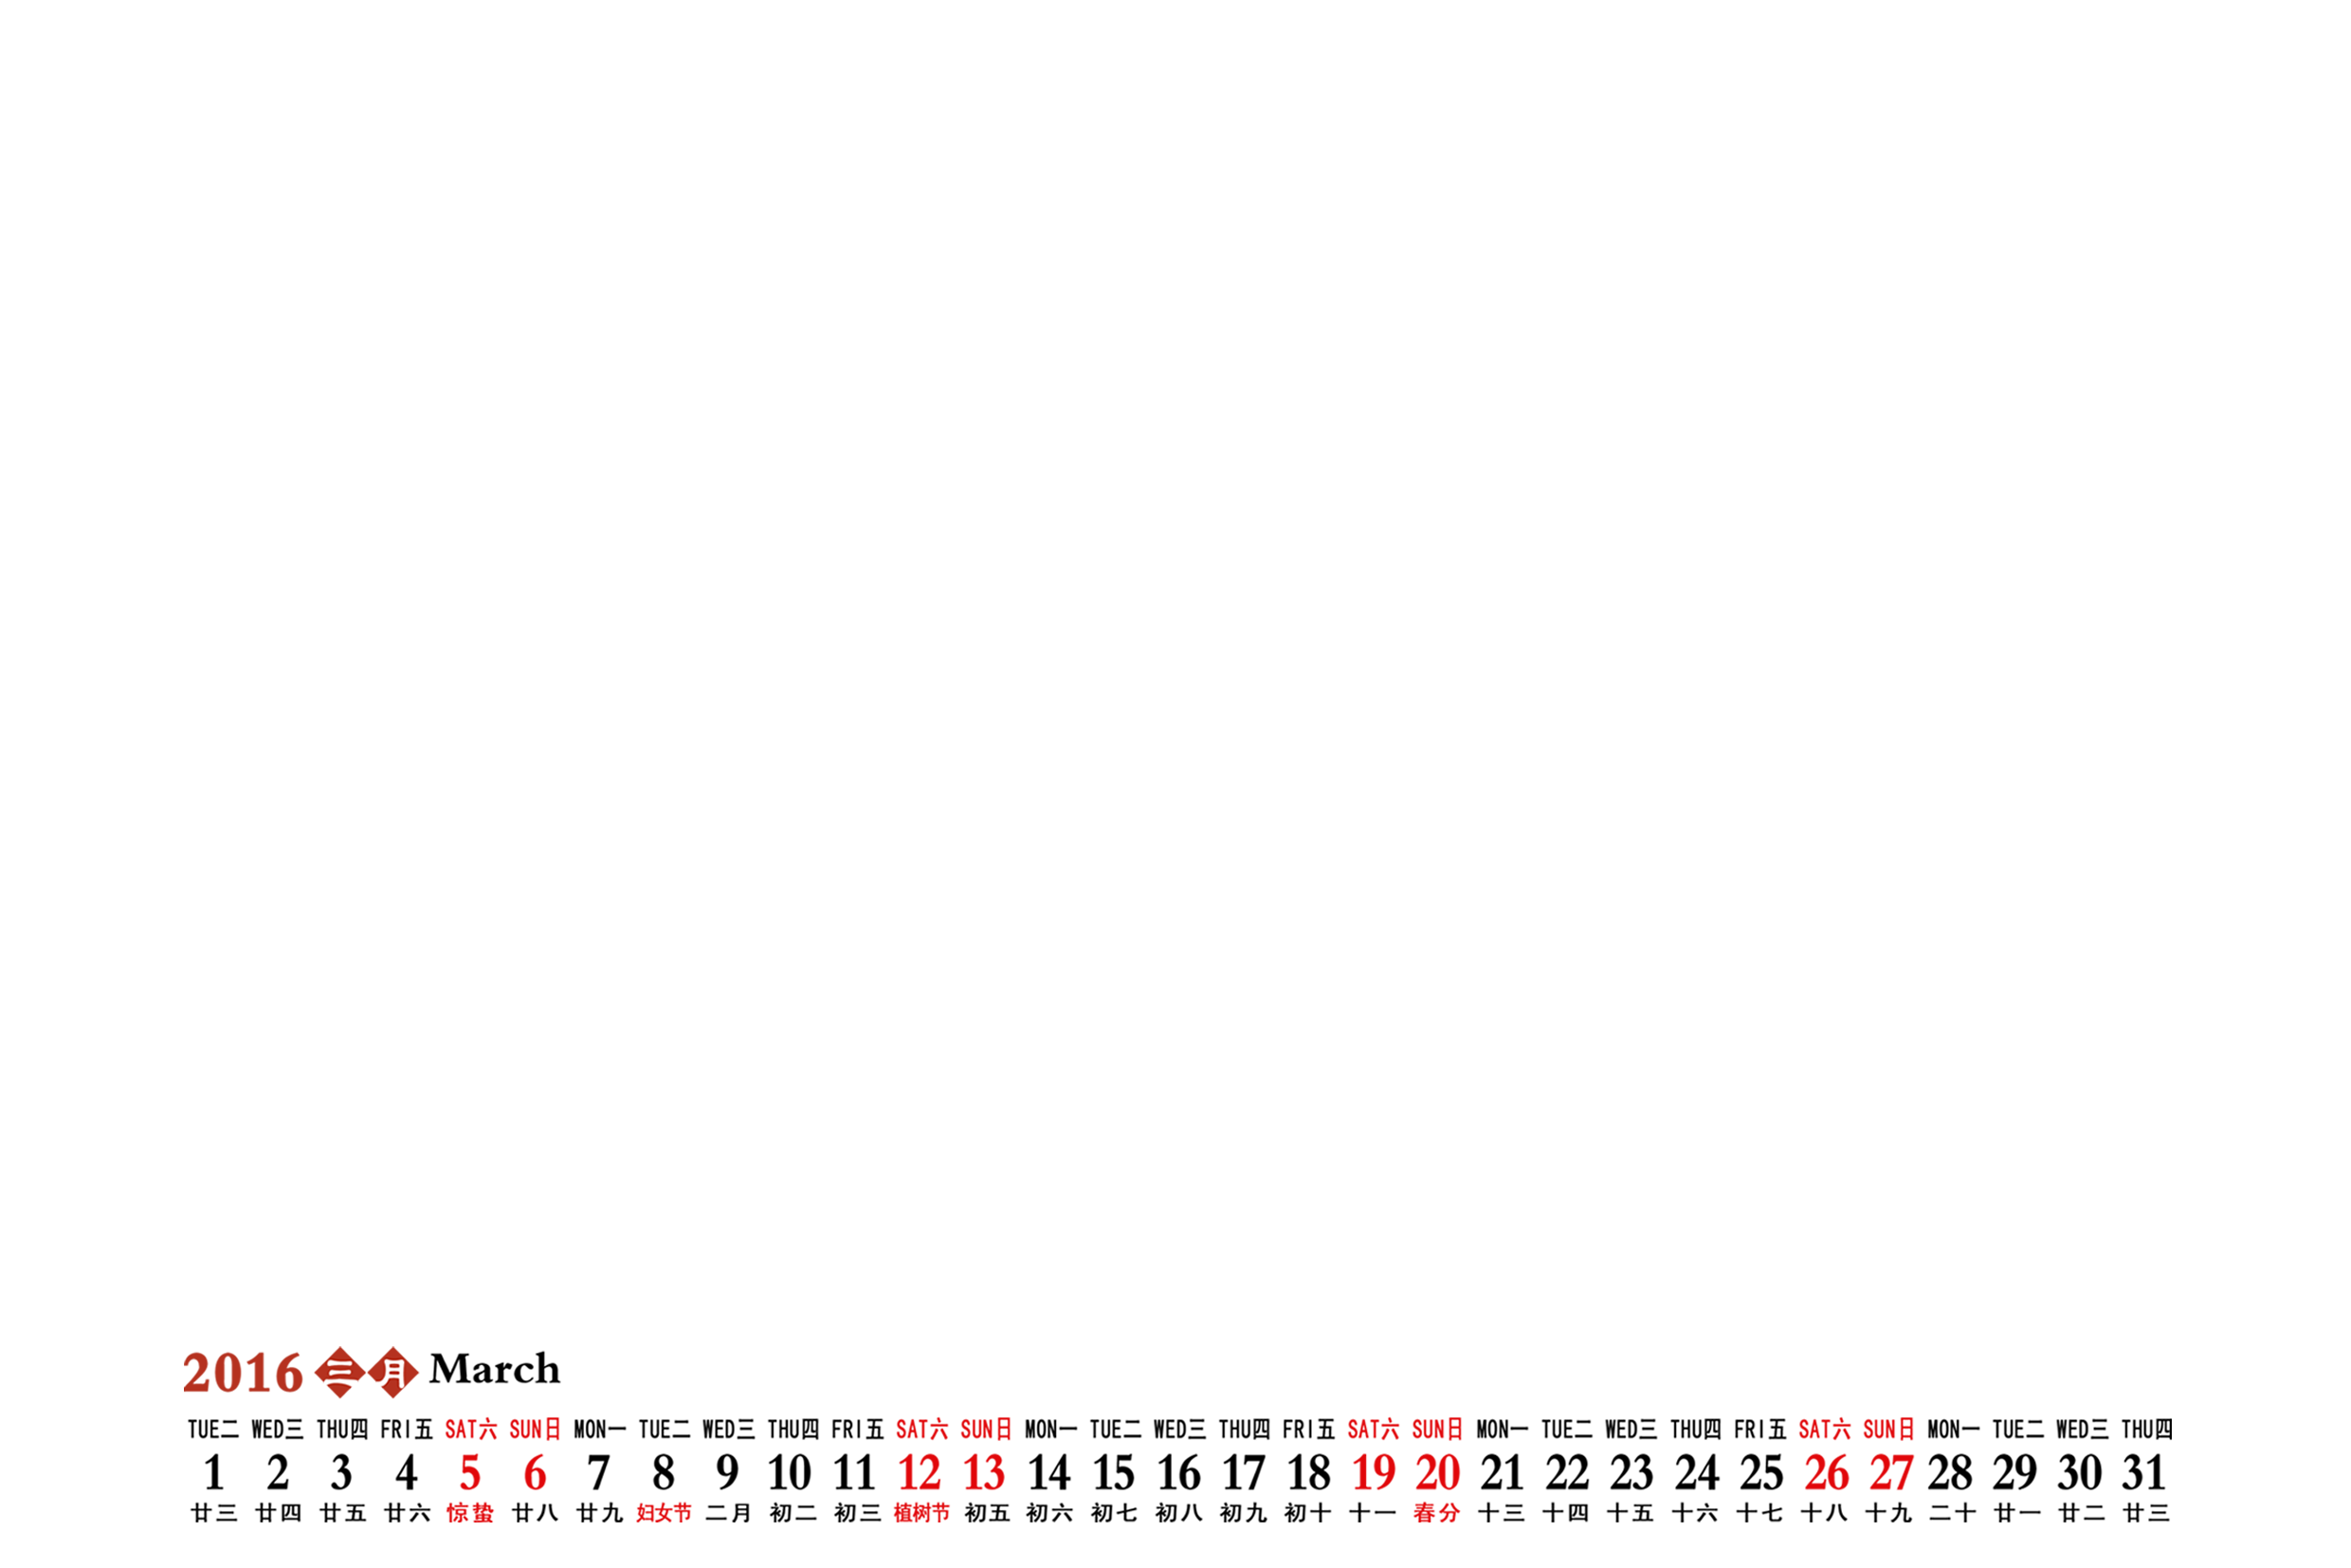 2016 三月 March
TUE二 WED三 THU四 FRI五 SAT六 SUN日 MON一 TUE二 WED三 THU四 FRI五 SAT六 SUN日 MON一 TUE二 WED三 THU四 FRI五 SAT六 SUN日 MON一 TUE二 WED三 THU四 FRI五 SAT六 SUN日 MON一 TUE二 WED三 THU四
1 2 3 4 5 6 7 8 9 10 11 12 13 14 15 16 17 18 19 20 21 22 23 24 25 26 27 28 29 30 31
廿三 廿四 廿五 廿六 惊蛰 廿八 廿九 妇女节 二月 初二 初三 植树节 初五 初六 初七 初八 初九 初十 十一 春分 十三 十四 十五 十六 十七 十八 十九 二十 廿一 廿二 廿三